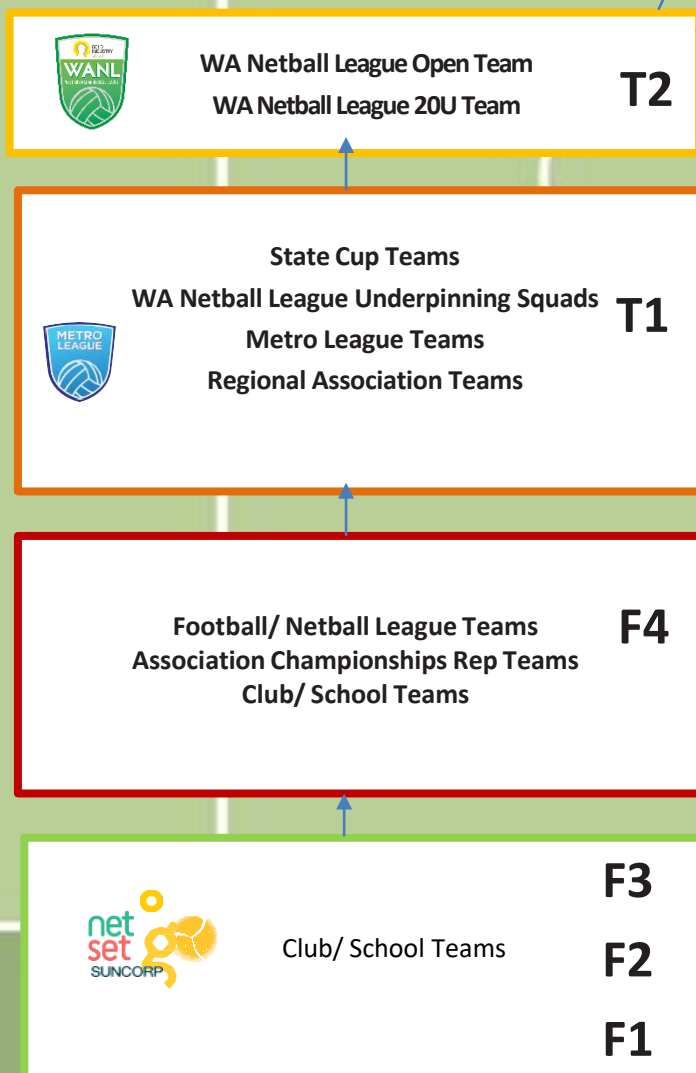 WANL
WA Netball League Open Team
WA Netball League 20U Team
T2
State Cup Teams
WA Netball League Underpinning Squads
Metro League Teams
Regional Association Teams
T1
METRO
LEAGUE
Football/ Netball League Teams
Association Championships Rep Teams
Club/ School Teams
F4
net
set
go
SUNCORP
Club/ School Teams
F3
F2
F1